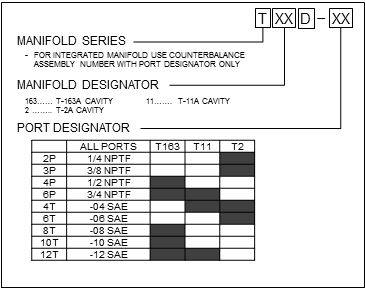 T XX D - XX
MANIFOLD SERIES
- FOR INTEGRATED MANIFOLD USE COUNTERBALANCE
ASSEMBLY NUMBER WITH PORT DESIGNATOR ONLY
MANIFOLD DESIGNATOR
163...... T-163A CAVITY 11....... T-11A CAVITY
2 ........ T-2A CAVITY
PORT DESIGNATOR
ALL PORTS T163 T11 T2
2P 1/4 NPTF
3P 3/8 NPTF
4P 1/2 NPTF
6P 3/4 NPTF
4T -04 SAE
6T -06 SAE
8T -08 SAE
10T -10 SAE
12T -12 SAE